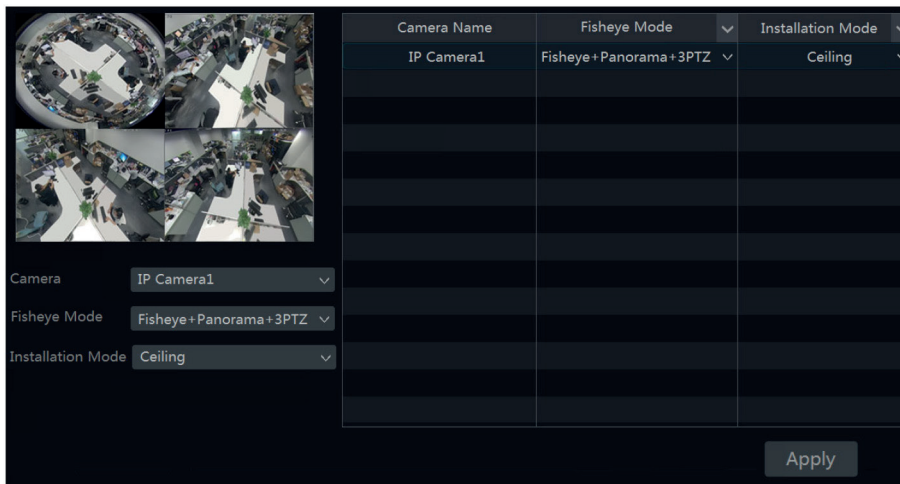 Camera Name Fisheye Mode Installation Mode
IP Camera1 Fisheye+Panorama+3PTZ Ceiling
Camera IP Camera1
Fisheye Mode Fisheye+Panorama+3PTZ
Installation Mode Ceiling
Apply